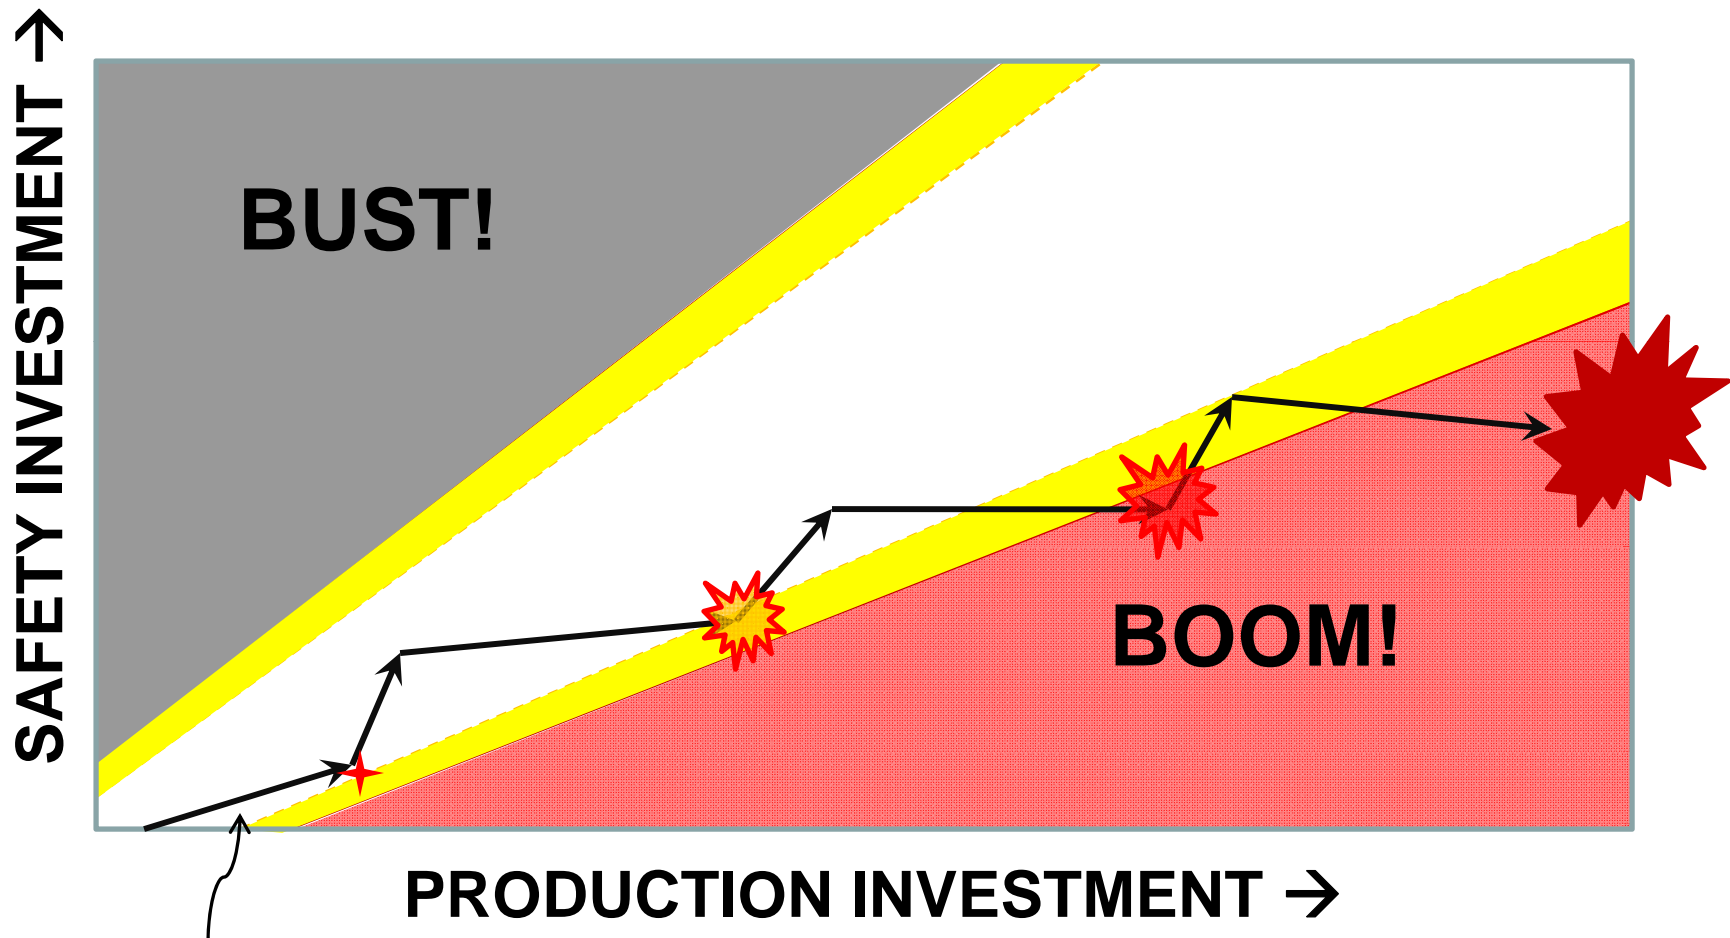 SAFETY INVESTMENT →
BUST!
BOOM!
PRODUCTION INVESTMENT →